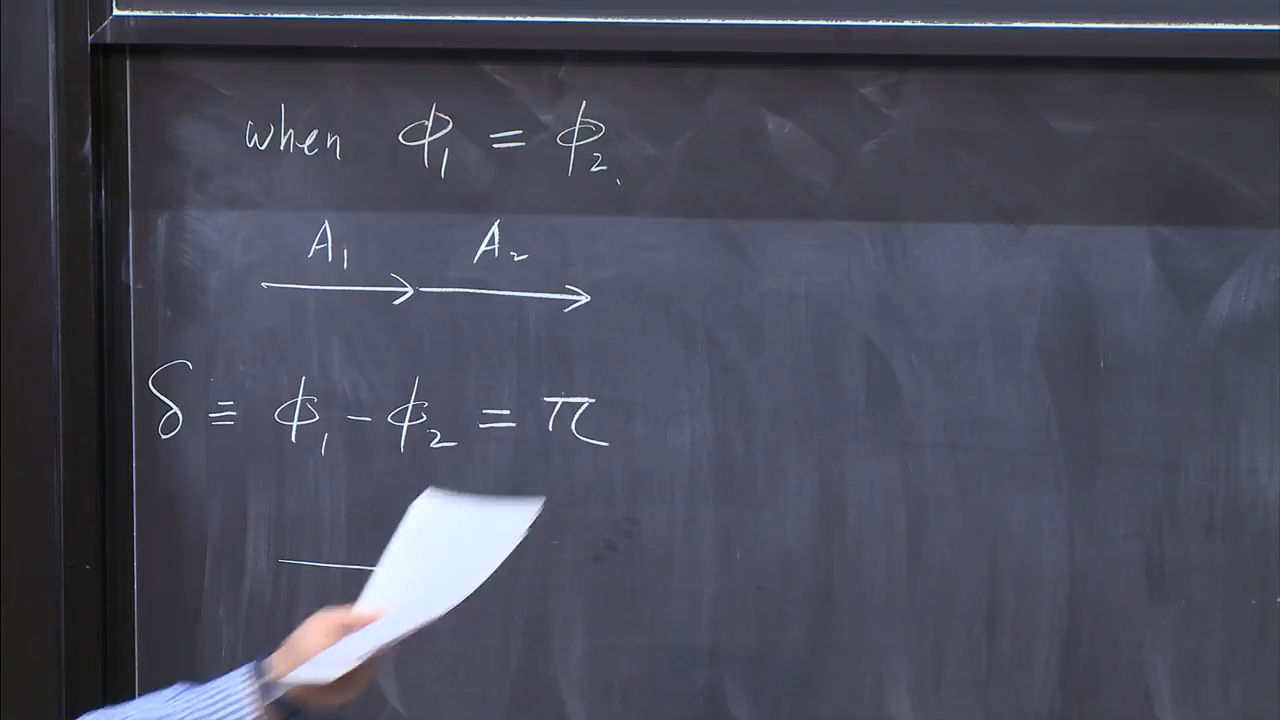 when ϕ₁ = ϕ₂.
A₁ A₂
δ ≡ ϕ₁ - ϕ₂ = π